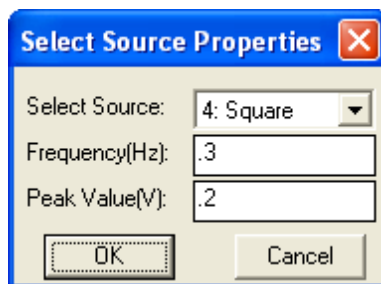 Select Source Properties
Select Source: 4: Square
Frequency(Hz): .3
Peak Value(V): .2
OK Cancel